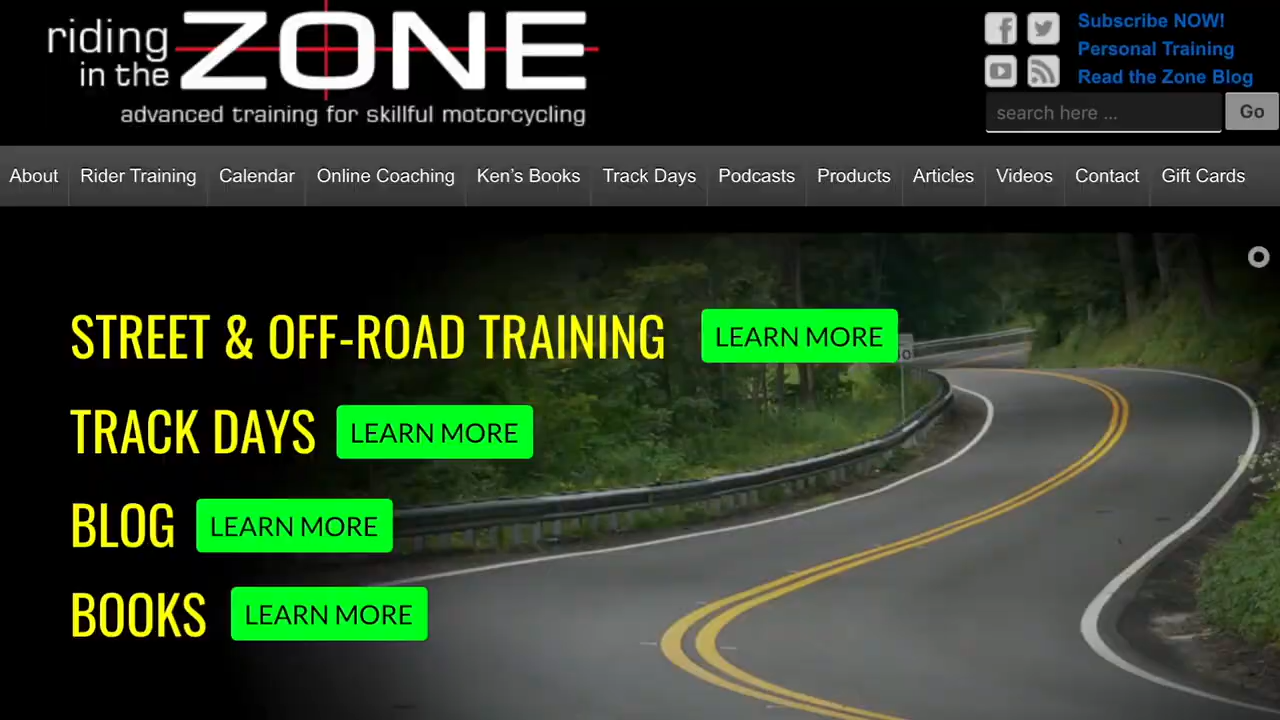 riding
in the
ZONE
advanced training for skillful motorcycling
Subscribe NOW!
Personal Training
Read the Zone Blog
search here ...
Go
About
Rider Training
Calendar
Online Coaching
Ken's Books
Track Days
Podcasts
Products
Articles
Videos
Contact
Gift Cards
STREET & OFF-ROAD TRAINING
LEARN MORE
TRACK DAYS
LEARN MORE
BLOG
LEARN MORE
BOOKS
LEARN MORE